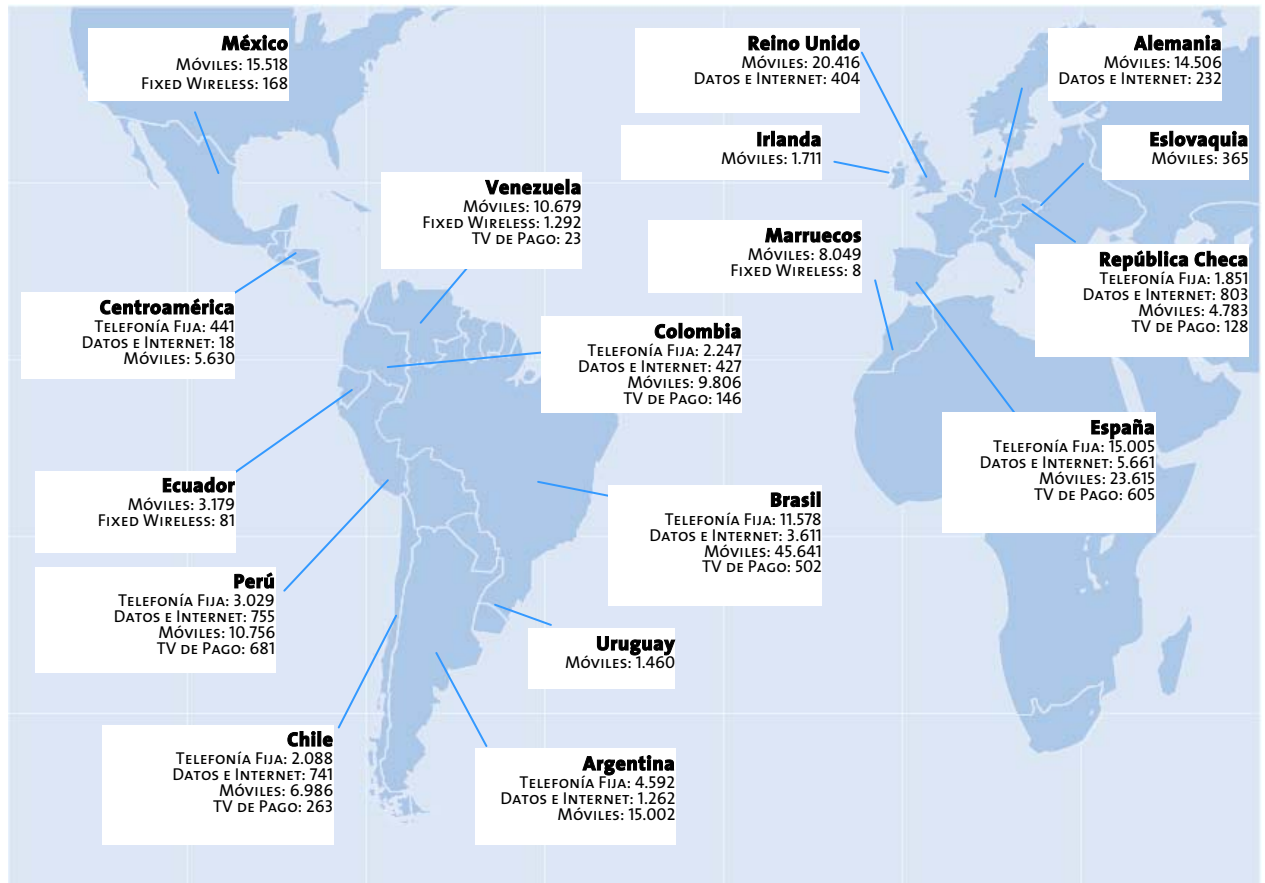 México
Móviles: 15.518
Fixed Wireless: 168
Reino Unido
Móviles: 20.416
Datos e Internet: 404
Alemania
Móviles: 14.506
Datos e Internet: 232
Irlanda
Móviles: 1.711
Eslovaquia
Móviles: 365
Venezuela
Móviles: 10.679
Fixed Wireless: 1.292
TV de Pago: 23
Marruecos
Móviles: 8.049
Fixed Wireless: 8
República Checa
Telefonía Fija: 1.851
Datos e Internet: 803
Móviles: 4.783
TV de Pago: 128
Centroamérica
Telefonía Fija: 441
Datos e Internet: 18
Móviles: 5.630
Colombia
Telefonía Fija: 2.247
Datos e Internet: 427
Móviles: 9.806
TV de Pago: 146
España
Telefonía Fija: 15.005
Datos e Internet: 5.661
Móviles: 23.615
TV de Pago: 605
Ecuador
Móviles: 3.179
Fixed Wireless: 81
Brasil
Telefonía Fija: 11.578
Datos e Internet: 3.611
Móviles: 45.641
TV de Pago: 502
Perú
Telefonía Fija: 3.029
Datos e Internet: 755
Móviles: 10.756
TV de Pago: 681
Uruguay
Móviles: 1.460
Chile
Telefonía Fija: 2.088
Datos e Internet: 741
Móviles: 6.986
TV de Pago: 263
Argentina
Telefonía Fija: 4.592
Datos e Internet: 1.262
Móviles: 15.002